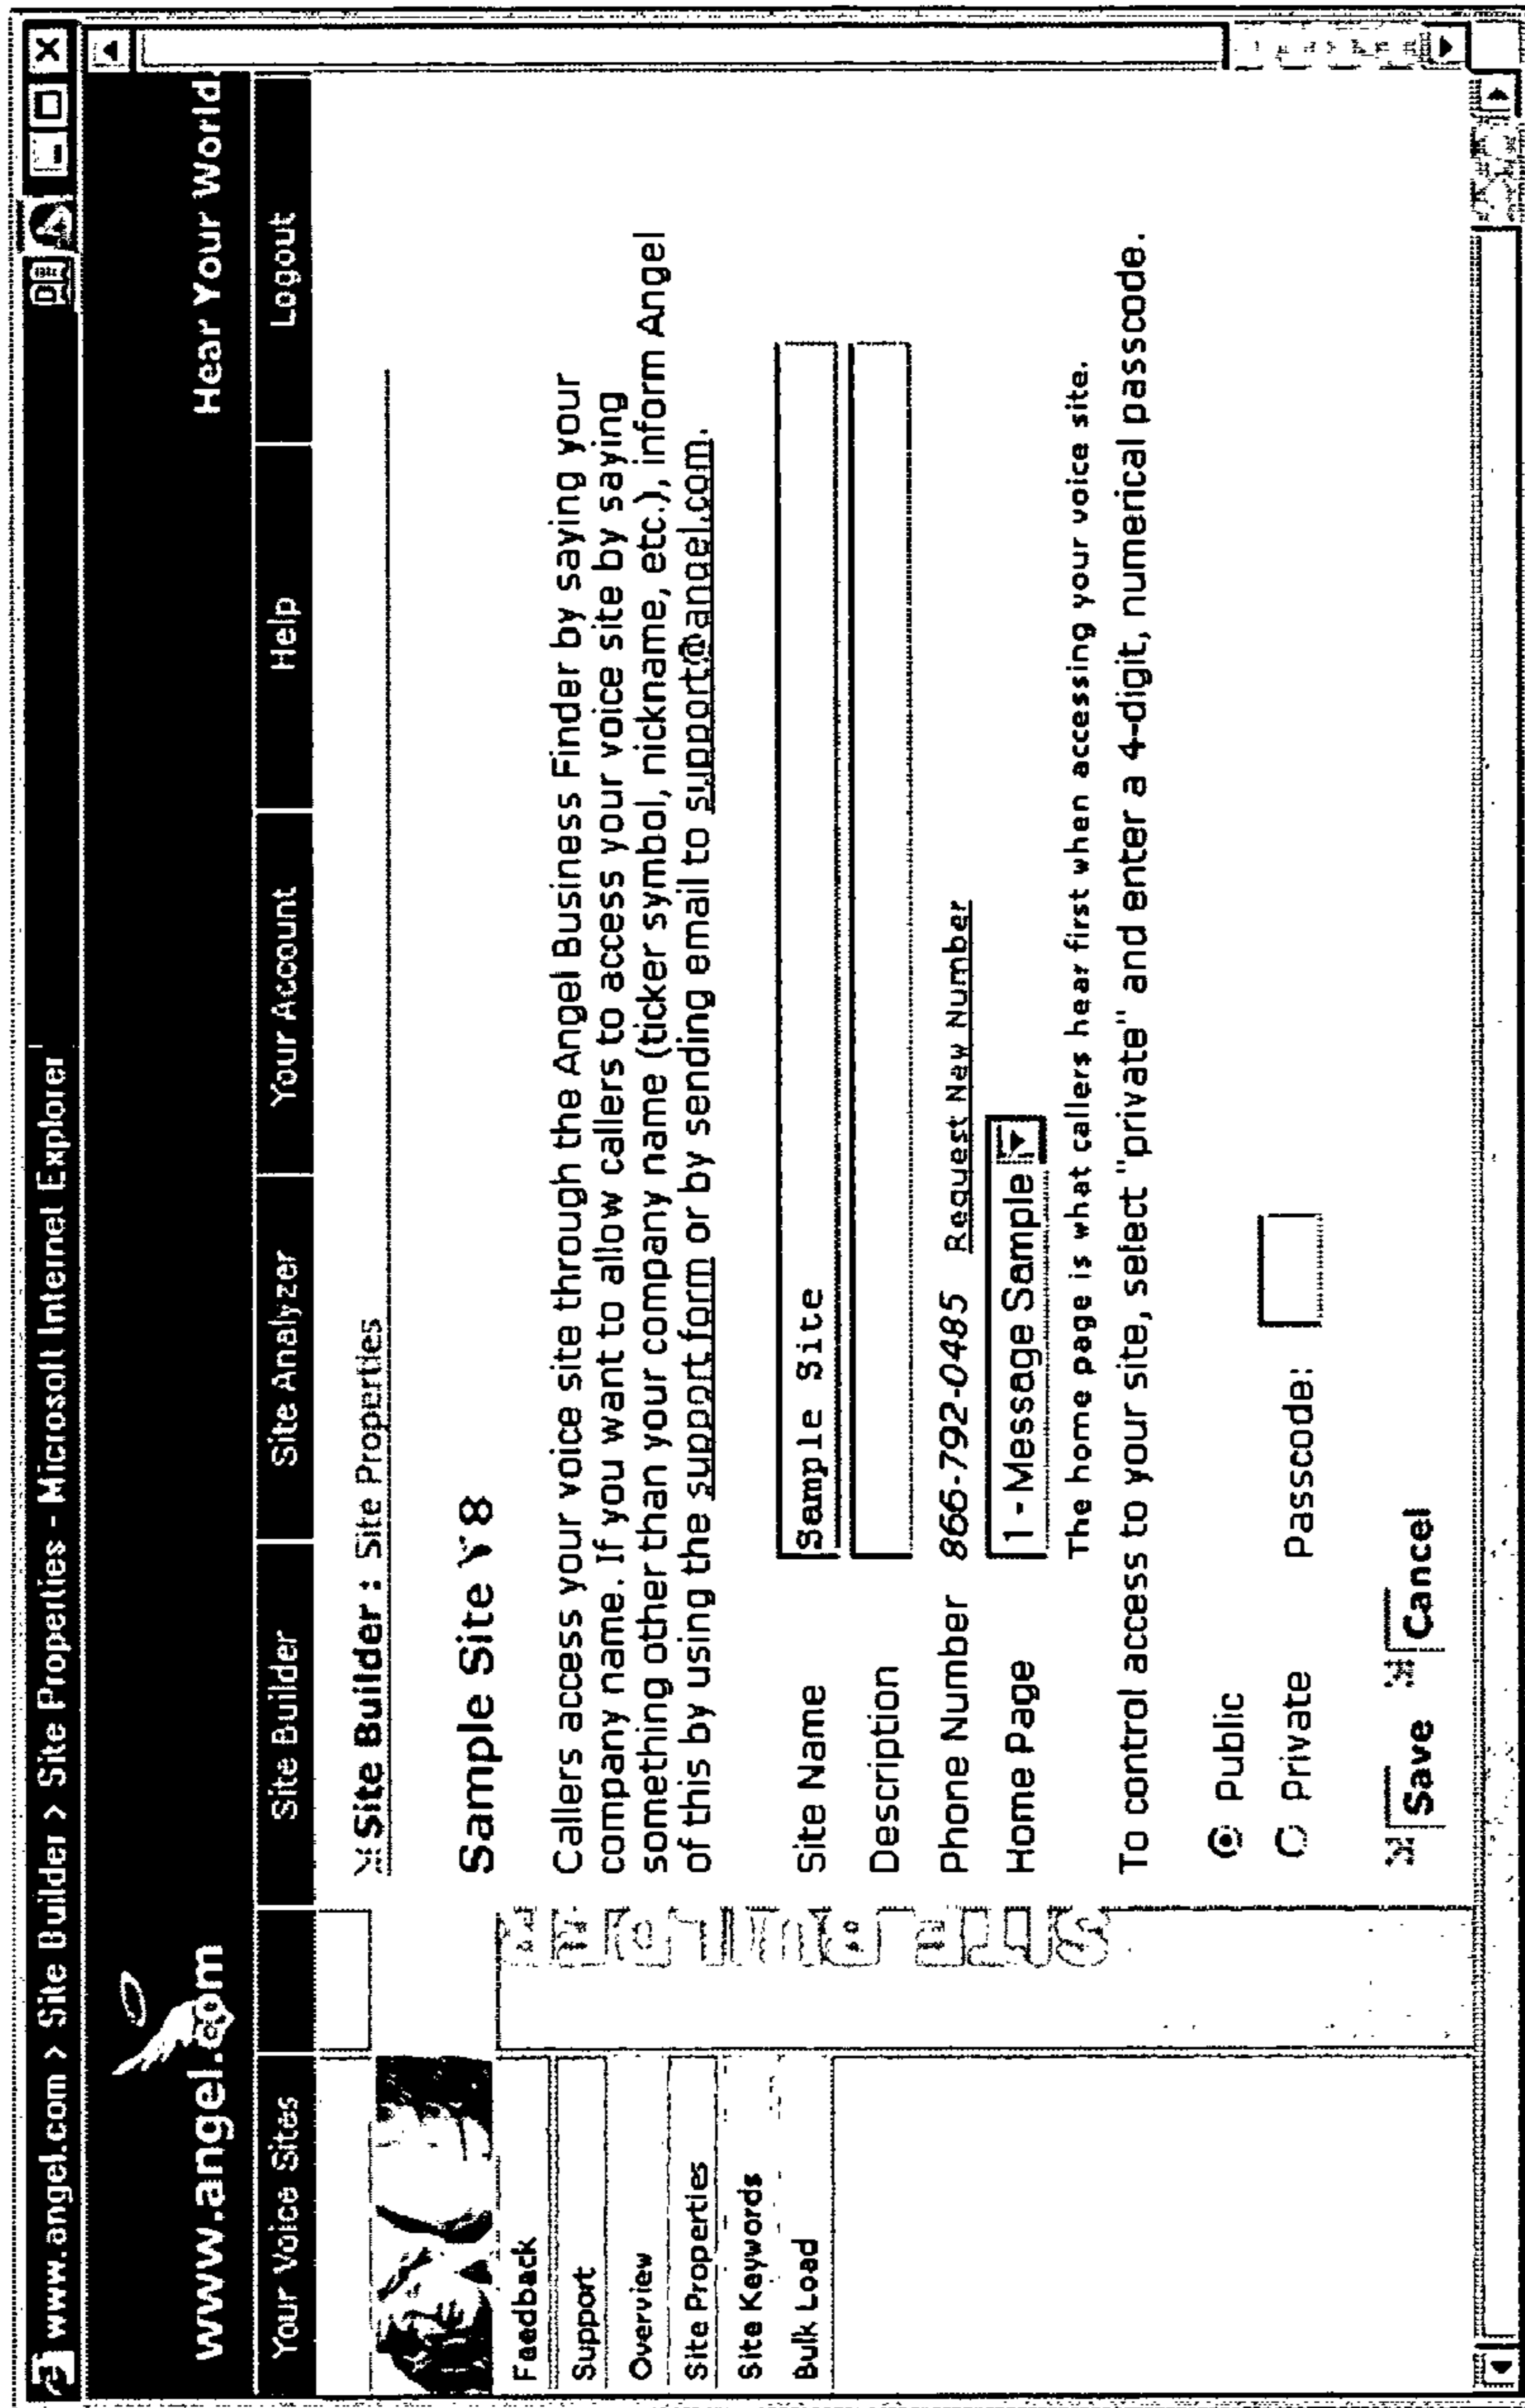 www.angel.com > Site Builder > Site Properties - Microsoft Internet Explorer
www.angel.com
Hear Your World
Your Voice Sites
Site Builder
Site Analyzer
Your Account
Help
Logout
Feedback
Support
Overview
Site Properties
Site Keywords
Bulk Load
SITE BUILDER
Site Builder : Site Properties
Sample Site
Callers access your voice site through the Angel Business Finder by saying your
company name. If you want to allow callers to access your voice site by saying
something other than your company name (ticker symbol, nickname, etc.), inform Angel
of this by using the support form or by sending email to support@angel.com.
Site Name Sample Site
Description
Phone Number 866-792-0485 Request New Number
Home Page 1 - Message Sample
The home page is what callers hear first when accessing your voice site.
To control access to your site, select "private" and enter a 4-digit, numerical passcode.
Public
Private Passcode:
Save Cancel